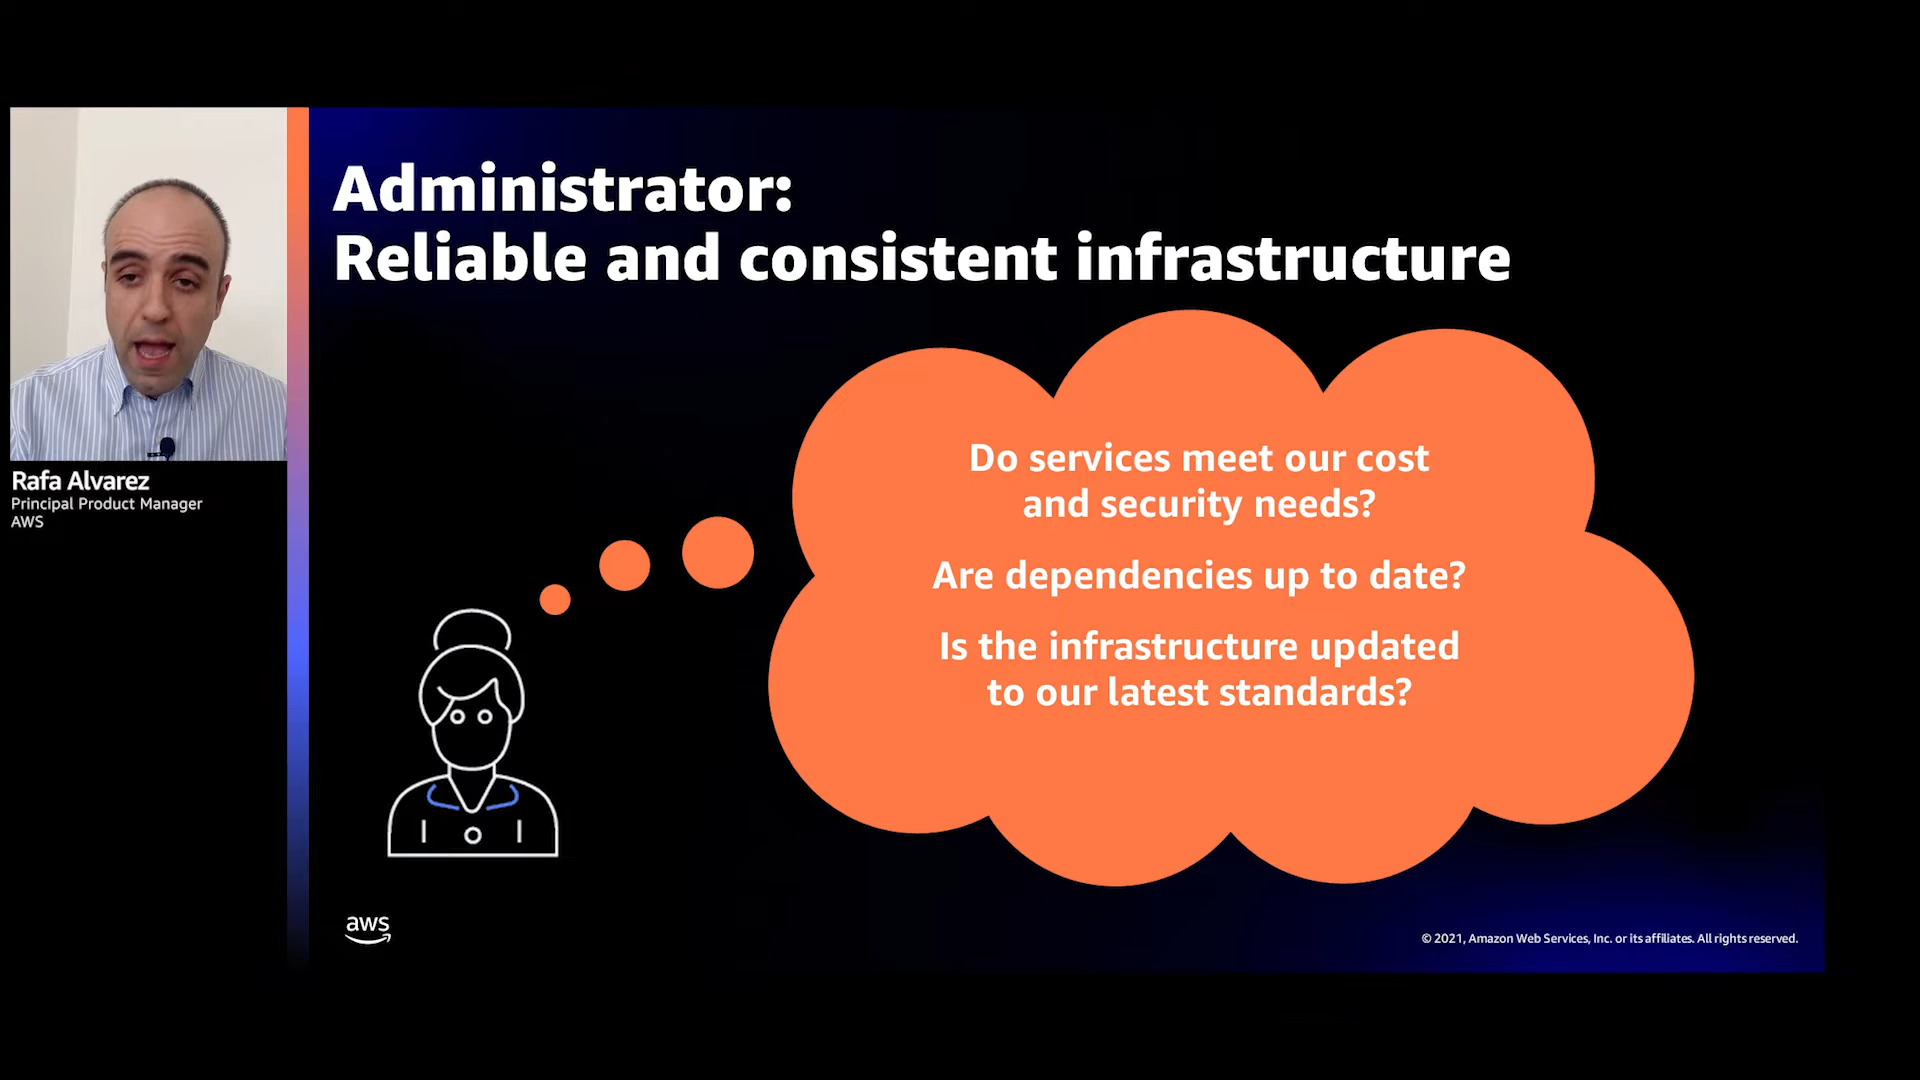 Administrator:
Reliable and consistent infrastructure
Do services meet our cost
and security needs?
Are dependencies up to date?
Is the infrastructure updated
to our latest standards?
Rafa Alvarez
Principal Product Manager
AWS
aws
© 2021, Amazon Web Services, Inc. or its affiliates. All rights reserved.